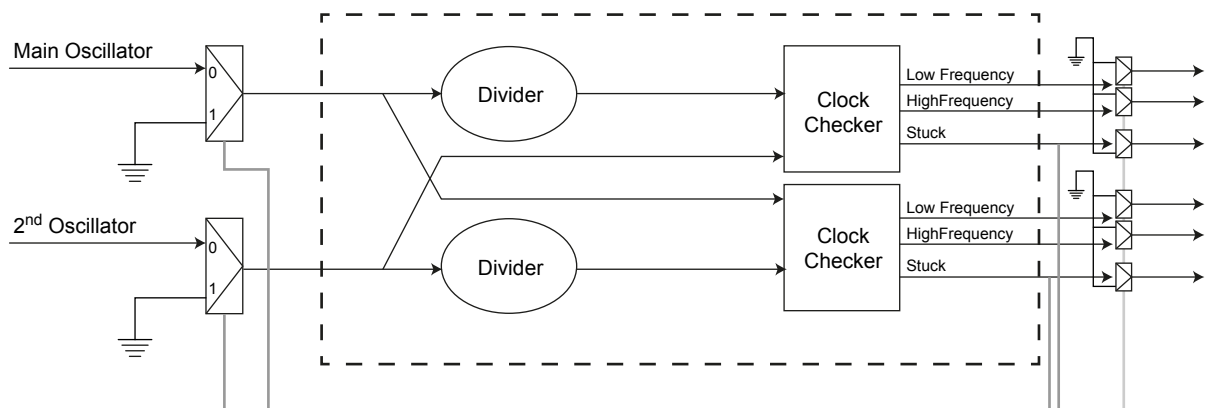 Main Oscillator
0
1
Divider
Clock
Checker
Low Frequency
HighFrequency
Stuck
2nd Oscillator
0
1
Divider
Clock
Checker
Low Frequency
HighFrequency
Stuck